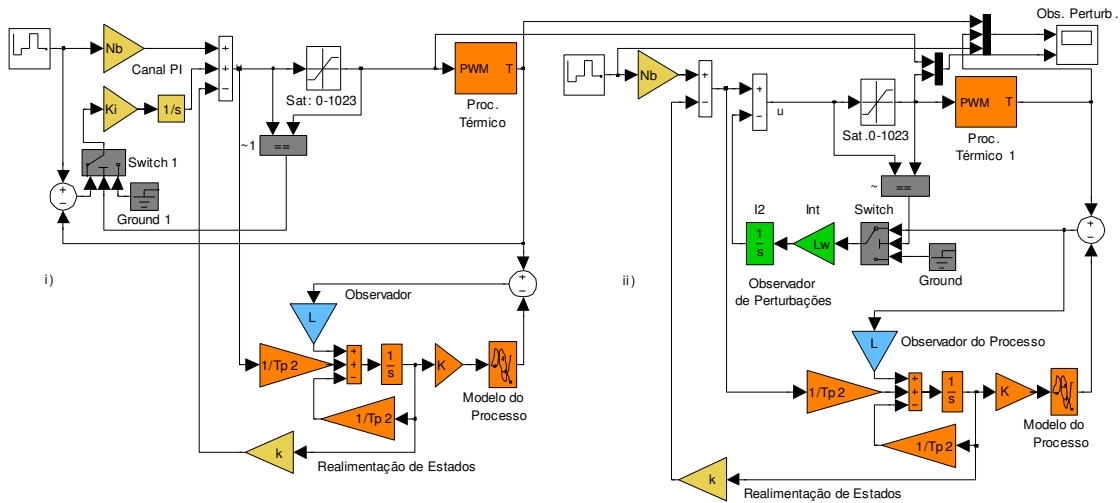 Nb
Canal PI
Ki
1/s
Switch 1
Ground 1
+
+
−
~1
==
Sat: 0-1023
PWM T
Proc.
Térmico
+
−
i)
+
−
Observador
L
1/Tp 2
+
+
−
1
s
K
Modelo do
Processo
1/Tp 2
k
Realimentação de Estados
Obs. Perturb .
Nb
+
−
+
−
u
Sat .0-1023
PWM T
Proc.
Térmico 1
~
==
I2
Int
Switch
1
s
Lw
Ground
Observador
de Perturbações
+
−
ii)
L
Observador do Processo
1/Tp 2
+
+
−
1
s
K
Modelo do
Processo
1/Tp 2
k
Realimentação de Estados